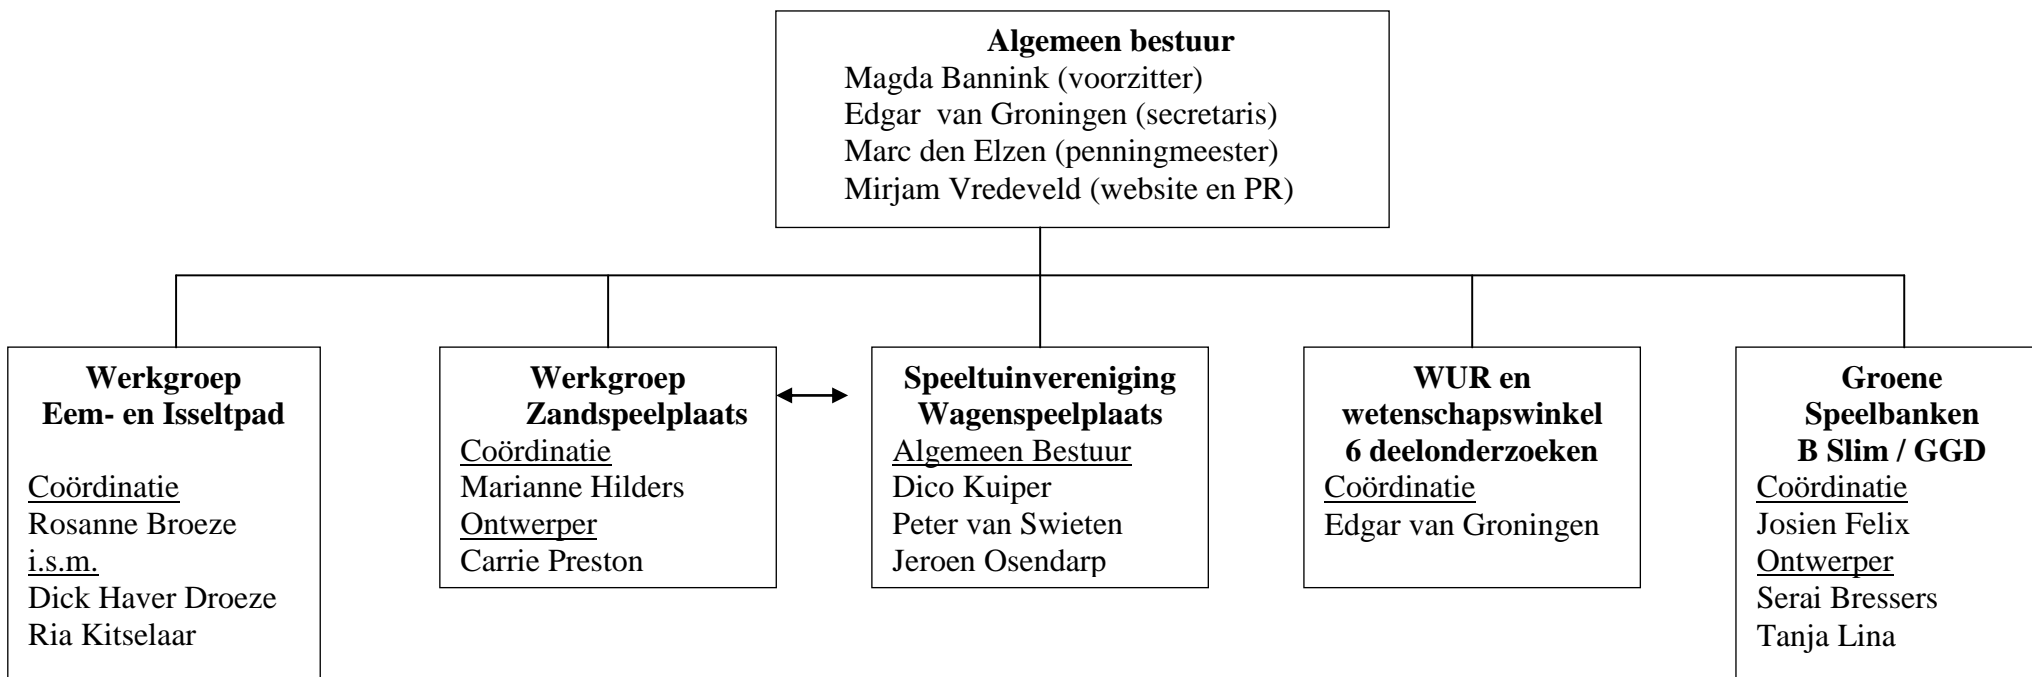 Algemeen bestuur
Magda Bannink (voorzitter)
Edgar van Groningen (secretaris)
Marc den Elzen (penningmeester)
Mirjam Vredeveld (website en PR)
Werkgroep
Eem- en Isseltpad
Coördinatie
Rosanne Broeze
i.s.m.
Dick Haver Droeze
Ria Kitselaar
Werkgroep
Zandspeelplaats
Coördinatie
Marianne Hilders
Ontwerper
Carrie Preston
Speeltuinvereniging
Wagenspeelplaats
Algemeen Bestuur
Dico Kuiper
Peter van Swieten
Jeroen Osendarp
WUR en
wetenschapswinkel
6 deelonderzoeken
Coördinatie
Edgar van Groningen
Groene
Speelbanken
B Slim / GGD
Coördinatie
Josien Felix
Ontwerper
Serai Bressers
Tanja Lina